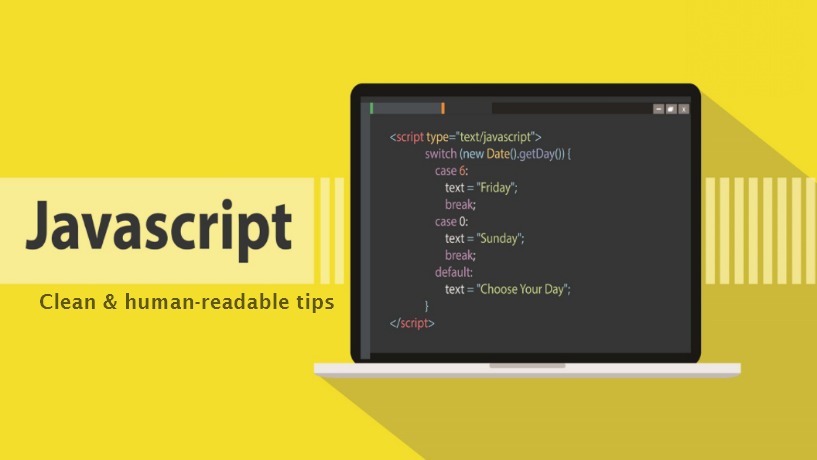 Javascript
Clean & human-readable tips
<script type="text/javascript">
switch (new Date().getDay()) {
case 6:
text = "Friday";
break;
case 0:
text = "Sunday";
break;
default:
text = "Choose Your Day";
}
</script>